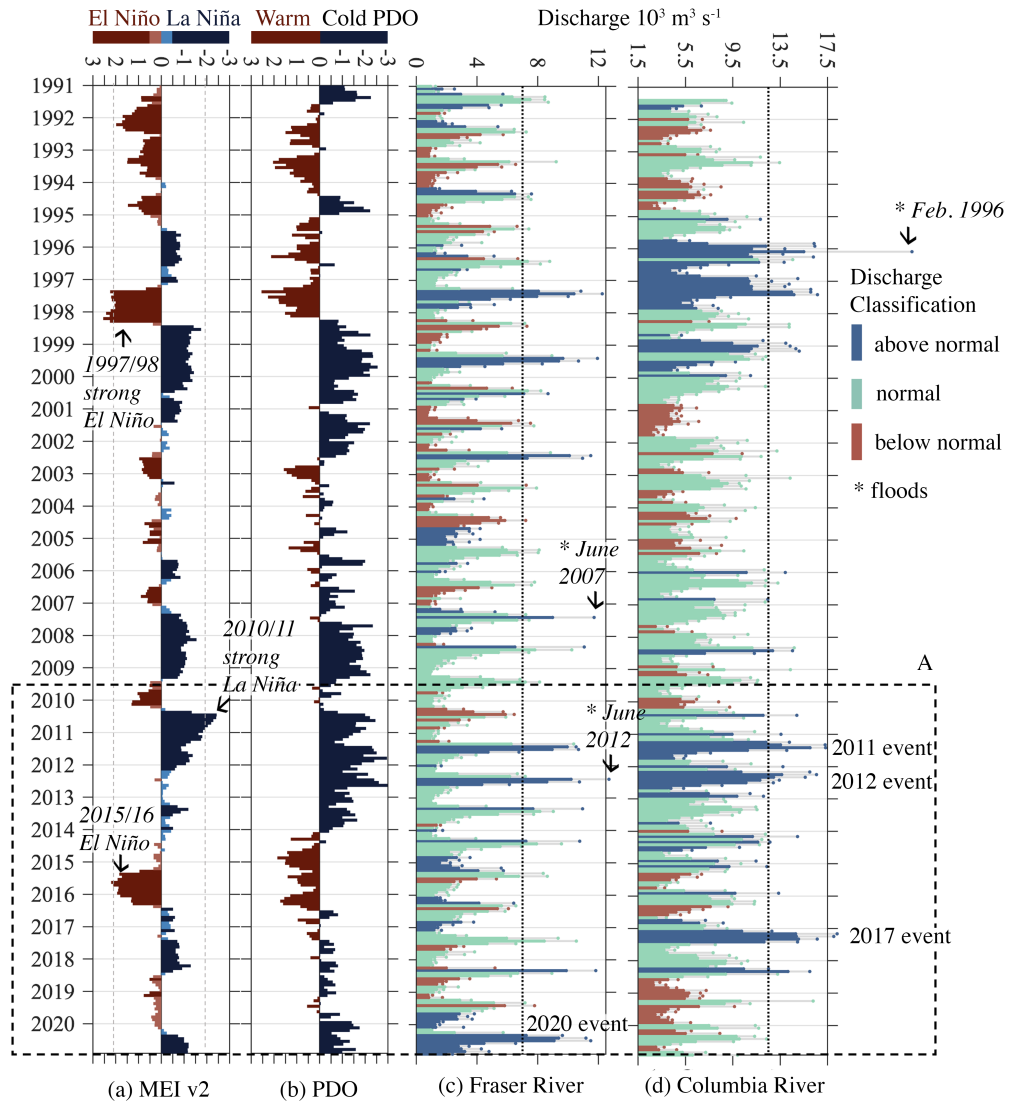 El Niño La Niña
Warm Cold PDO
Discharge 10³ m³ s⁻¹
3 2 1 0 -1 -2 -3
3 2 1 0 -1 -2 -3
0 4 8 12
1.5 5.5 9.5 13.5 17.5
1991
1992
1993
1994
1995
1996
1997
1998
1999
2000
2001
2002
2003
2004
2005
2006
2007
2008
2009
2010
2011
2012
2013
2014
2015
2016
2017
2018
2019
2020
1997/98
strong
El Niño
2010/11
strong
La Niña
2015/16
El Niño
* June
2007
* June
2012
2020 event
* Feb. 1996
Discharge
Classification
above normal
normal
below normal
* floods
A
2011 event
2012 event
2017 event
(a) MEI v2
(b) PDO
(c) Fraser River
(d) Columbia River